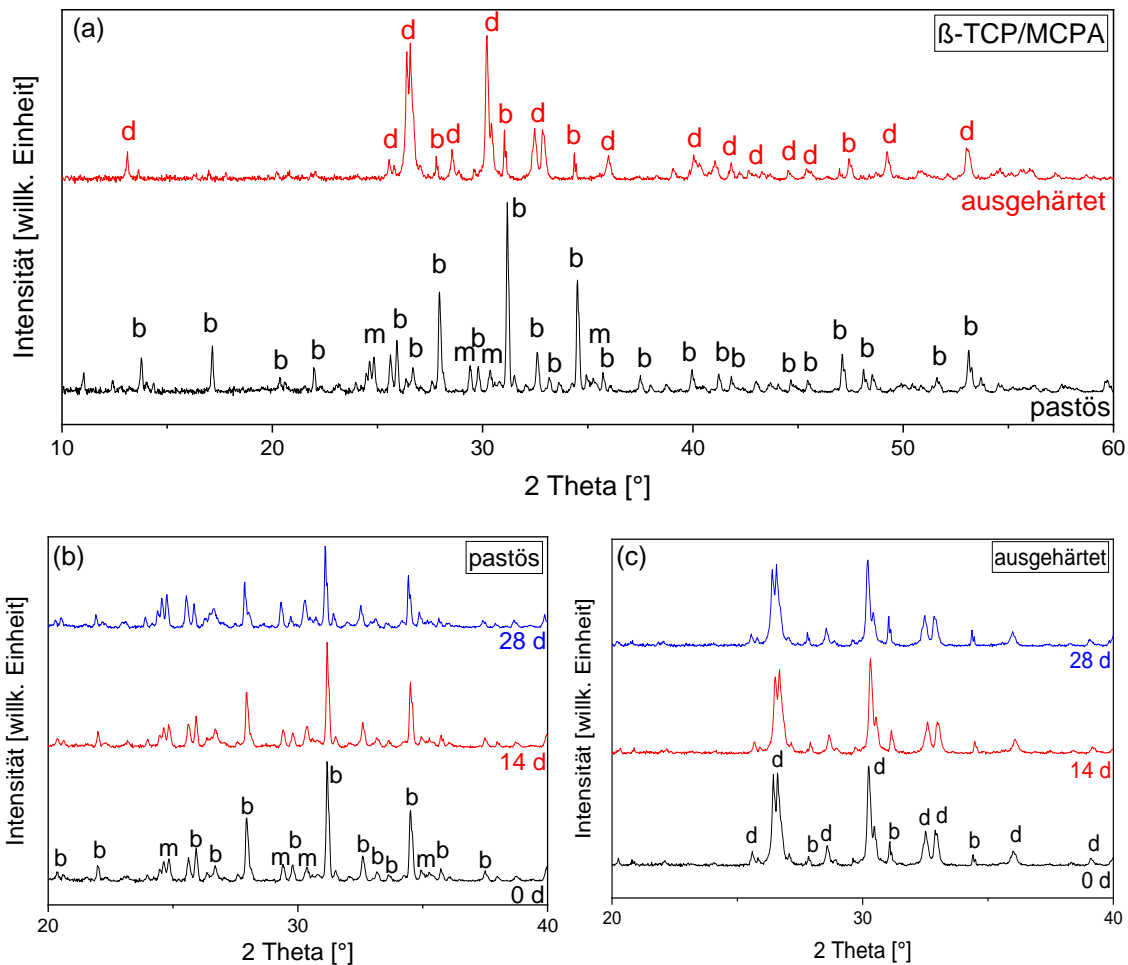 (a)
ß-TCP/MCPA
Intensität [willk. Einheit]
d d d d b d d b d d d d d d b d d
ausgehärtet
b b b b m b b b m b m b b b b m b b b b b b b b b b b
pastös
10 20 30 40 50 60
2 Theta [°]
(b)
pastös
Intensität [willk. Einheit]
28 d
14 d
b b m b b b m b m b b b b b m b b
0 d
20 30 40
2 Theta [°]
(c)
ausgehärtet
Intensität [willk. Einheit]
28 d
14 d
d d b d d b d d b d d
0 d
20 30 40
2 Theta [°]